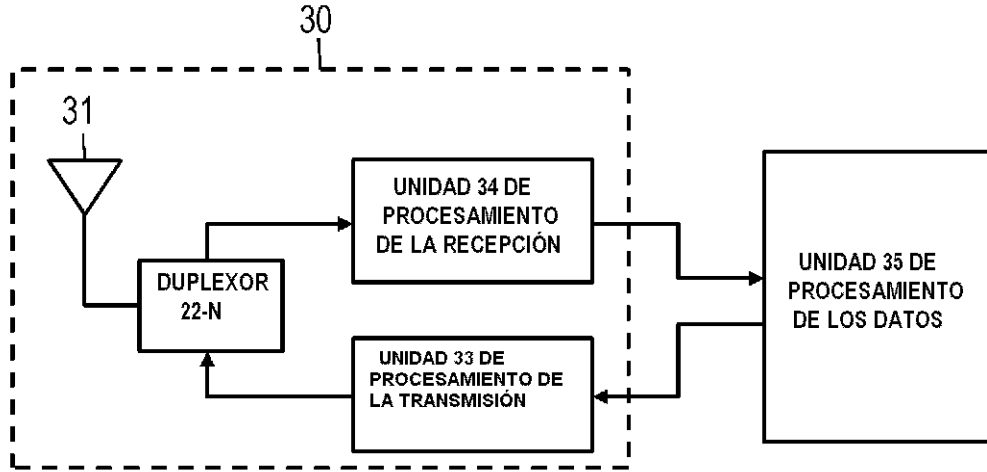 30
31
UNIDAD 34 DE
PROCESAMIENTO
DE LA RECEPCIÓN
DUPLEXOR
22-N
UNIDAD 33 DE
PROCESAMIENTO DE
LA TRANSMISIÓN
UNIDAD 35 DE
PROCESAMIENTO
DE LOS DATOS